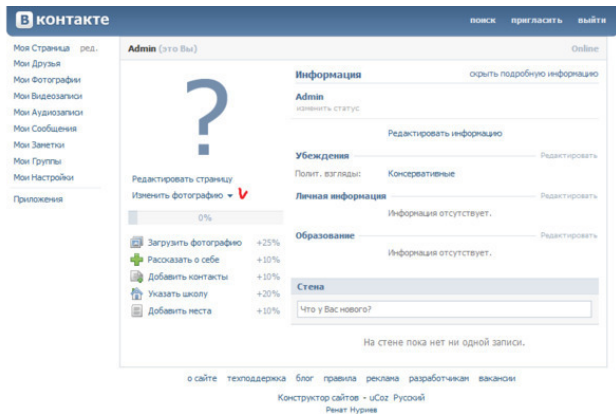 В контакте
поиск пригласить выйти
Моя Страница ред.
Мои Друзья
Мои Фотографии
Мои Видеозаписи
Мои Аудиозаписи
Мои Сообщения
Мои Заметки
Мои Группы
Мои Настройки
Приложения
Admin (это Вы) Online
?
Редактировать страницу
Изменить фотографию
0%
Загрузить фотографию +25%
Рассказать о себе +10%
Добавить контакты +10%
Указать школу +20%
Добавить места +10%
Информация скрыть подробную информацию
Admin
изменить статус
Редактировать информацию
Убеждения Редактировать
Полит. взгляды: Консервативные
Личная информация Редактировать
Информация отсутствует.
Образование Редактировать
Информация отсутствует.
Стена
Что у Вас нового?
На стене пока нет ни одной записи.
о сайте техподдержка блог правила реклама разработчикам вакансии
Конструктор сайтов - uCoz Русский
Ренат Нуриев